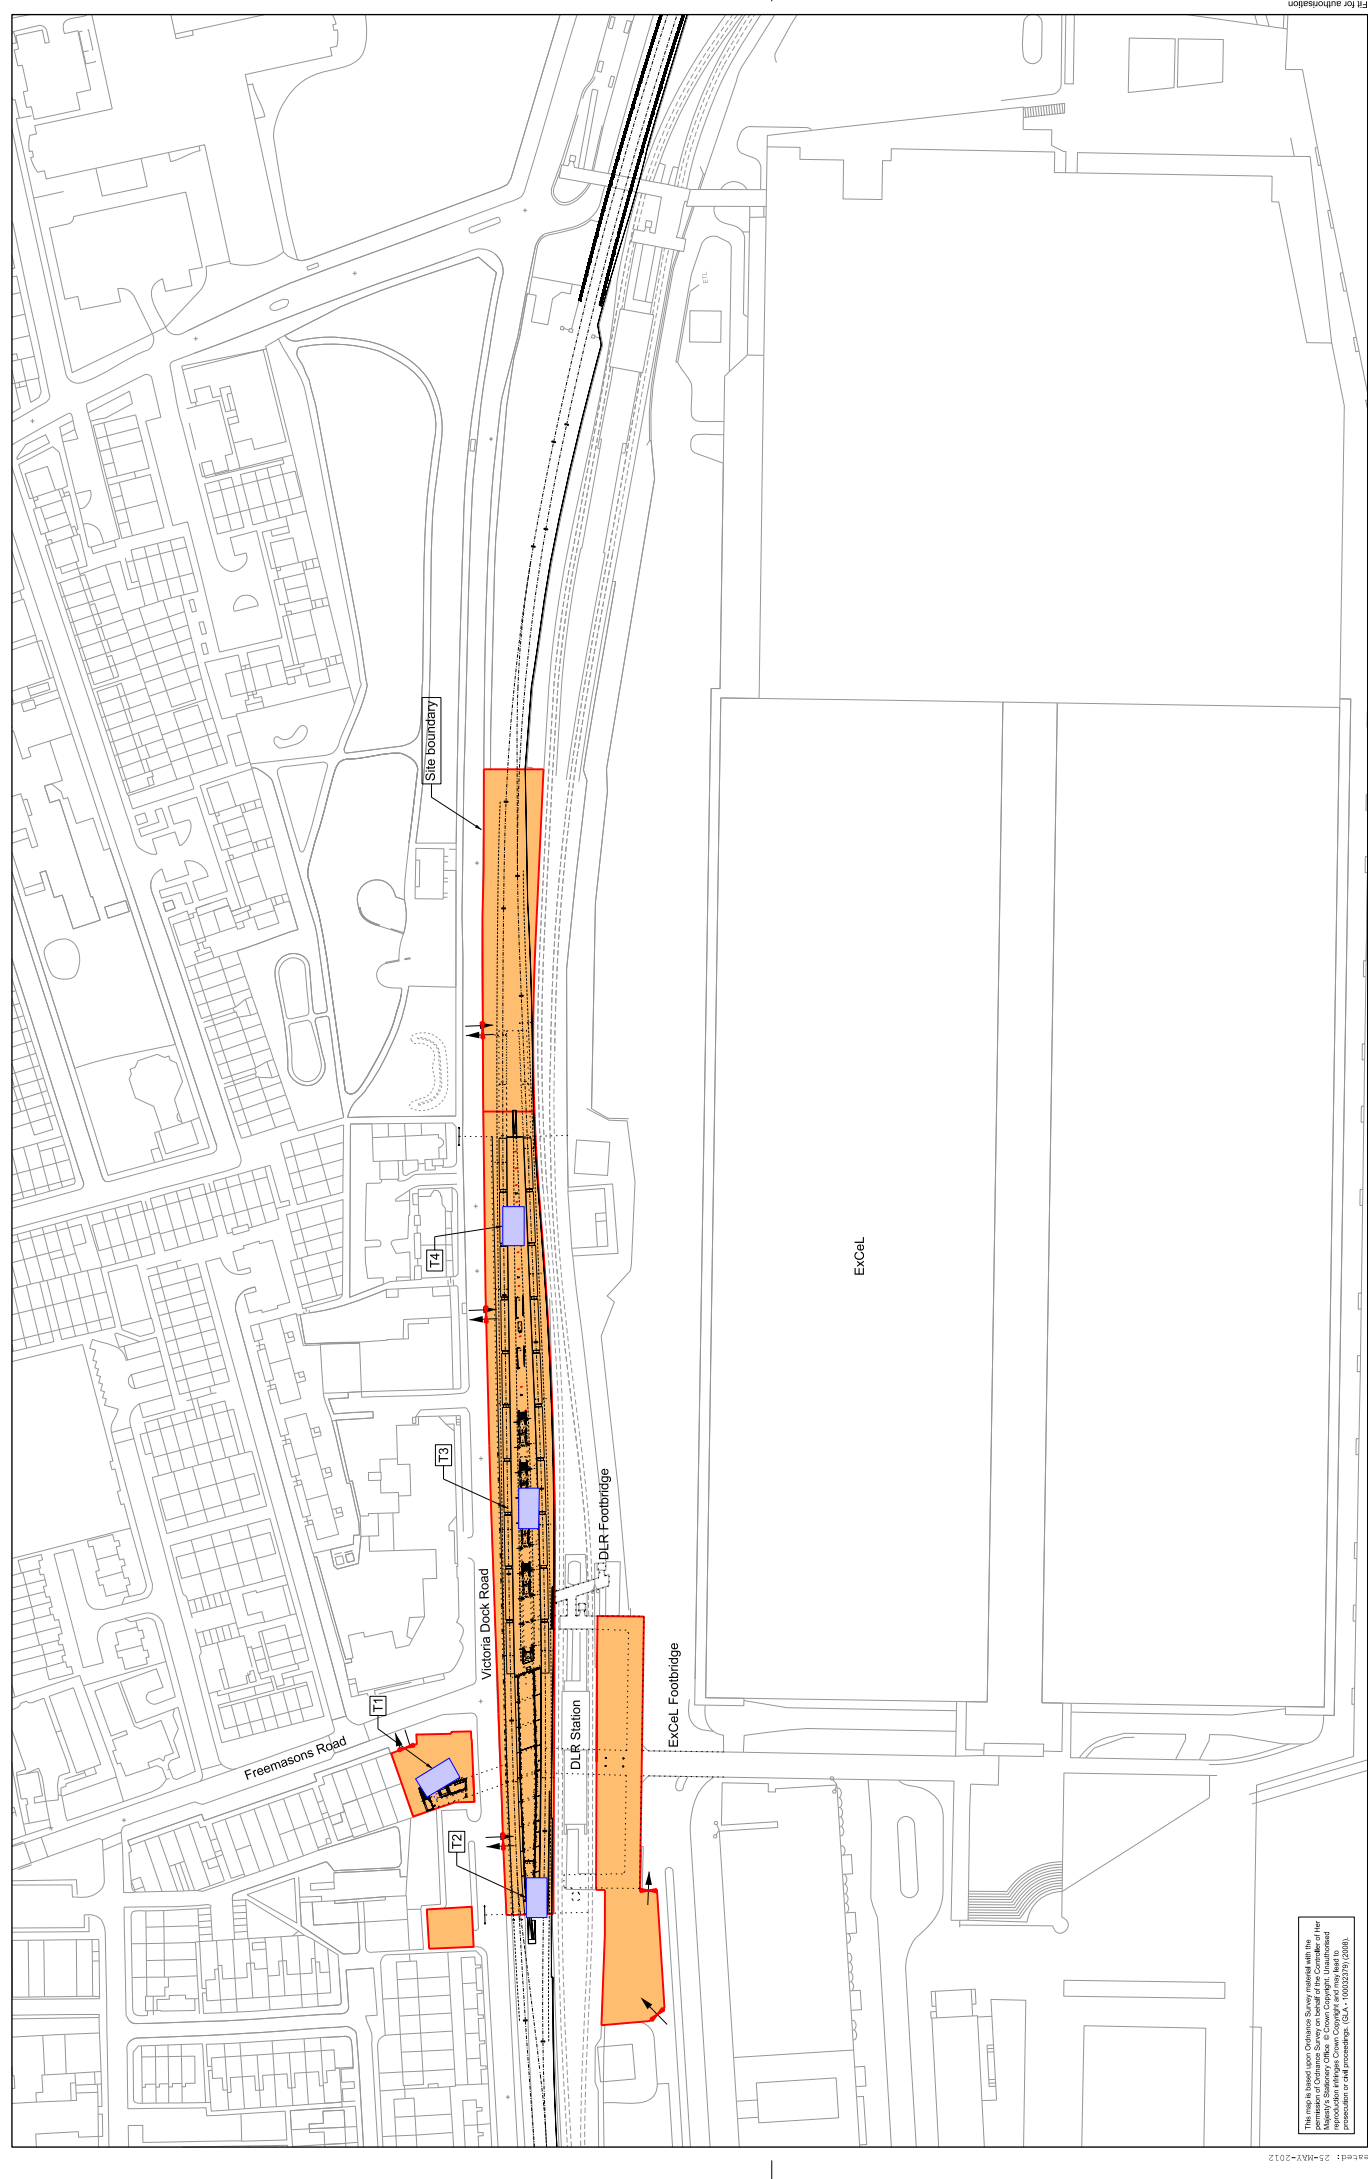 Fit for authorisation
ETL
Site boundary
T4
ExCeL
T3
DLR Footbridge
Victoria Dock Road
T1
ExCeL Footbridge
DLR Station
Freemasons Road
T2
This map is based upon Ordnance Survey material with the
permission of Ordnance Survey on behalf of the Controller of Her
Majesty's Stationery Office. © Crown Copyright. Unauthorised
reproduction infringes Crown Copyright and may lead to
prosecution or civil proceedings. (GLA - 100032379) (2008).
eated: 25-MAY-2012